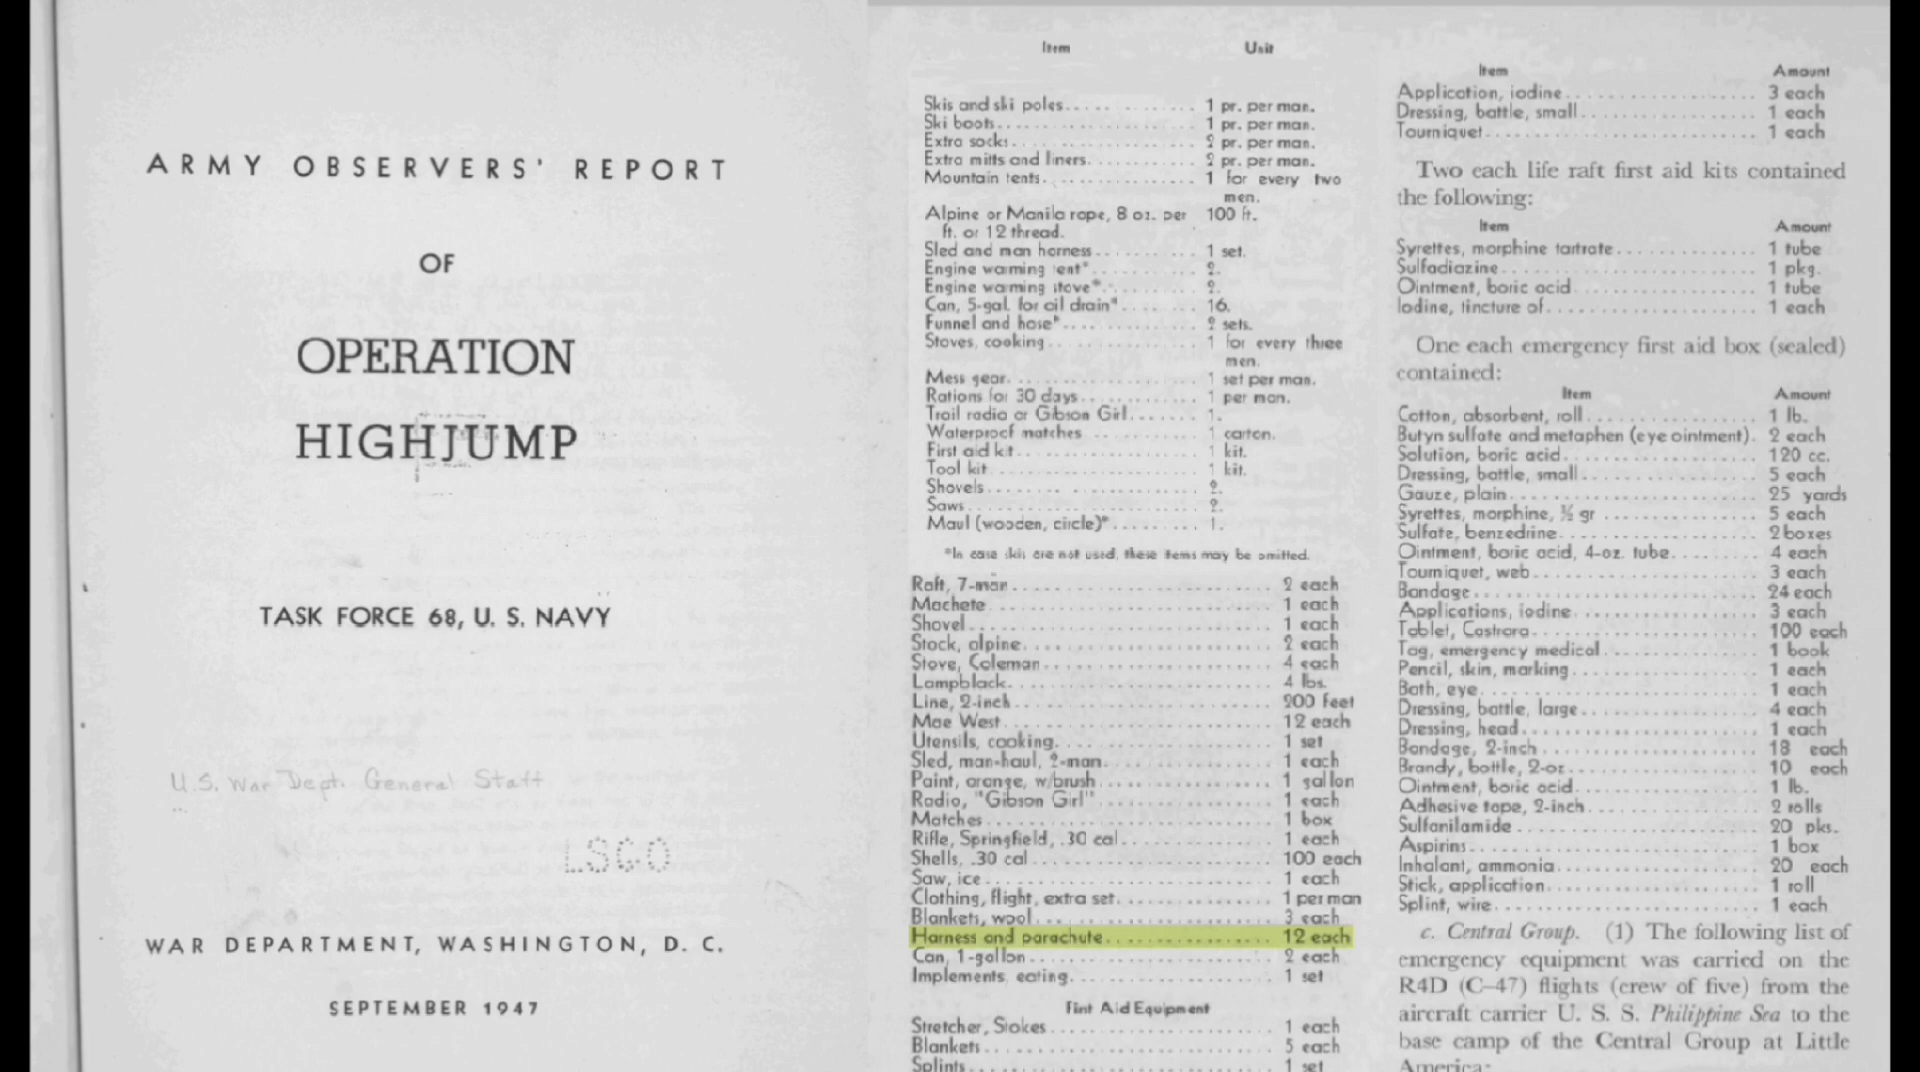 ARMY OBSERVERS' REPORT
OF
OPERATION
HIGHJUMP
TASK FORCE 68, U. S. NAVY
U.S. War Dept. General Staff
WAR DEPARTMENT, WASHINGTON, D. C.
SEPTEMBER 1947
Item Unit
Skis and ski poles 1 pr. per man.
Ski boots 1 pr. per man.
Extra socks 2 pr. per man.
Extra mitts and liners 2 pr. per man.
Mountain tents 1 for every two
men.
Alpine or Manila rope, 8 oz. per 100 ft.
ft. or 12 thread.
Sled and man harness 1 set.
Engine warming tent* 2.
Engine warming stove* 2.
Can, 5-gal. for oil drain* 16.
Funnel and hose* 2 sets.
Stoves, cooking 1 for every three
men.
Mess gear 1 set per man.
Rations for 30 days 1 per man.
Trail radio or Gibson Girl 1.
Waterproof matches 1 carton.
First aid kit 1 kit.
Tool kit 1 kit.
Shovels 2.
Saws 2.
Maul (wooden, circle)* 1.
*In case skis are not used, these items may be omitted.
Raft, 7-man 2 each
Machete 1 each
Shovel 1 each
Stock, alpine 2 each
Stove, Coleman 4 each
Lampblack 4 lbs.
Line, 2-inch 200 feet
Mae West 12 each
Utensils, cooking 1 set
Sled, man-haul, 2-man 1 each
Paint, orange, w/brush 1 gallon
Radio, "Gibson Girl" 1 each
Matches 1 box
Rifle, Springfield, .30 cal 1 each
Shells, .30 cal 100 each
Saw, ice 1 each
Clothing, flight, extra set 1 per man
Blankets, wool 3 each
Harness and parachute 12 each
Can, 1-gallon 2 each
Implements, eating 1 set
First Aid Equipment
Stretcher, Stokes 1 each
Blankets 5 each
Splints 1 set
Item Amount
Application, iodine 3 each
Dressing, battle, small 1 each
Tourniquet 1 each
Two each life raft first aid kits contained
the following:
Item Amount
Syrettes, morphine tartrate 1 tube
Sulfadiazine 1 pkg.
Ointment, boric acid 1 tube
Iodine, tincture of 1 each
One each emergency first aid box (sealed)
contained:
Item Amount
Cotton, absorbent, roll 1 lb.
Butyn sulfate and metaphen (eye ointment). 2 each
Solution, boric acid 120 cc.
Dressing, battle, small 5 each
Gauze, plain 25 yards
Syrettes, morphine, ½ gr 5 each
Sulfate, benzedrine 2 boxes
Ointment, boric acid, 4-oz. tube 4 each
Tourniquet, web 3 each
Bandage 24 each
Applications, iodine 3 each
Tablet, Castrara 100 each
Tag, emergency medical 1 book
Pencil, skin, marking 1 each
Bath, eye 1 each
Dressing, battle, large 4 each
Dressing, head 1 each
Bandage, 2-inch 18 each
Brandy, bottle, 2-oz 10 each
Ointment, boric acid 1 lb.
Adhesive tape, 2-inch 2 rolls
Sulfanilamide 20 pks.
Aspirins 1 box
Inhalant, ammonia 20 each
Stick, application 1 roll
Splint, wire 1 each
c. Central Group. (1) The following list of
emergency equipment was carried on the
R4D (C-47) flights (crew of five) from the
aircraft carrier U. S. S. Philippine Sea to the
base camp of the Central Group at Little
America: